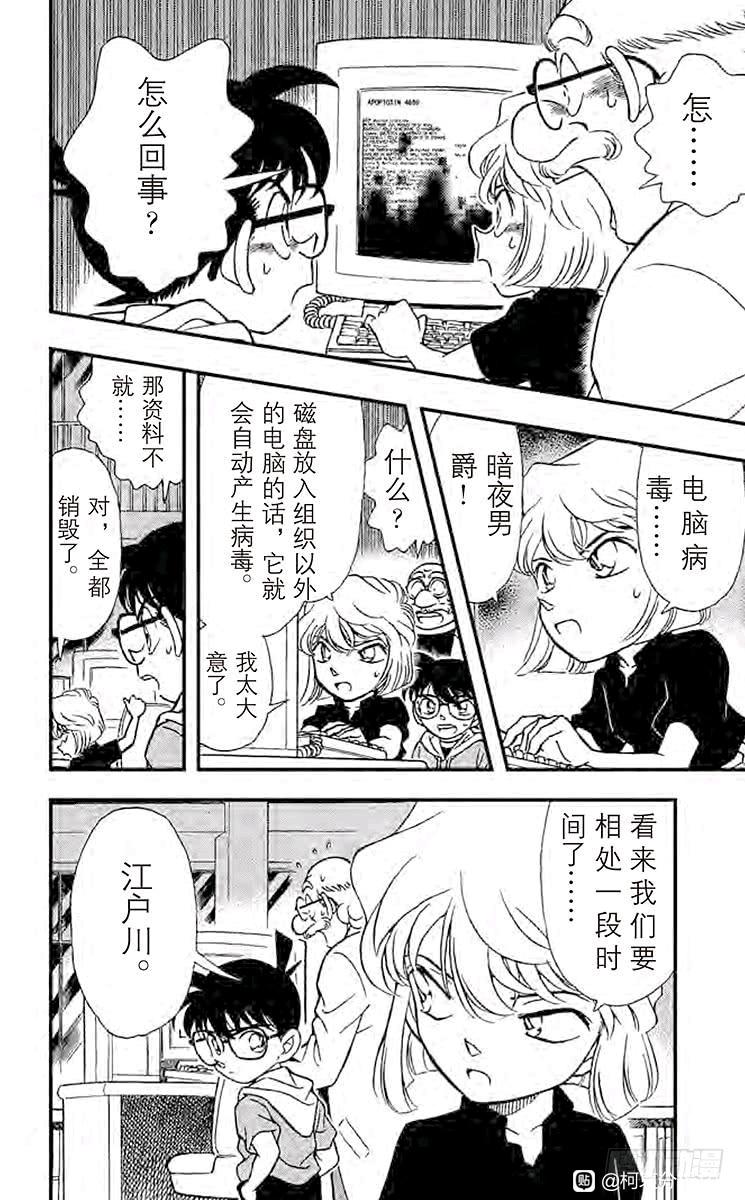 怎……
APOPTOXIN 4869
怎么回事？
电脑病
毒……
暗夜男
爵！
什么？
磁盘放入组织以外
的电脑的话，它就
会自动产生病毒。
我太大
意了。
那资料不
就……
对，全都
销毁了。
看来我们要
相处一段时
间了……
江户川。